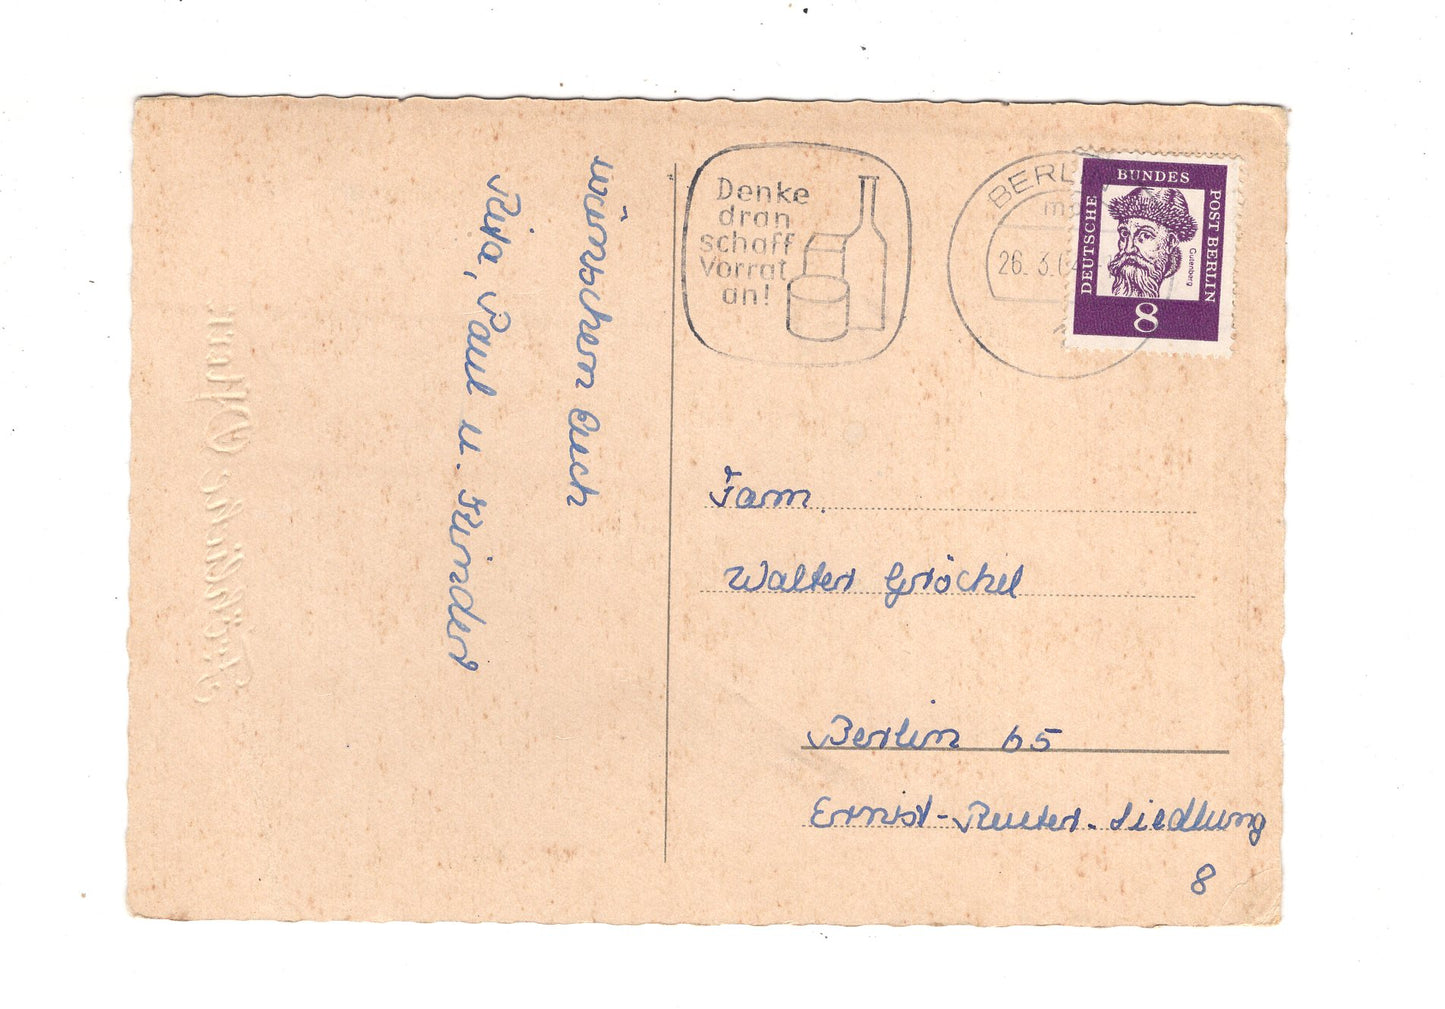 wünschen Euch
Rita, Paul u. Kinder
Denke
dran
schaff
Vorrat
an!
BERL
26. 3. 64
DEUTSCHE
BUNDES
POST BERLIN
Gutenberg
8
Fam.
Walter Gröchel
Berlin 65
Ernst-Reuter-Siedlung
8